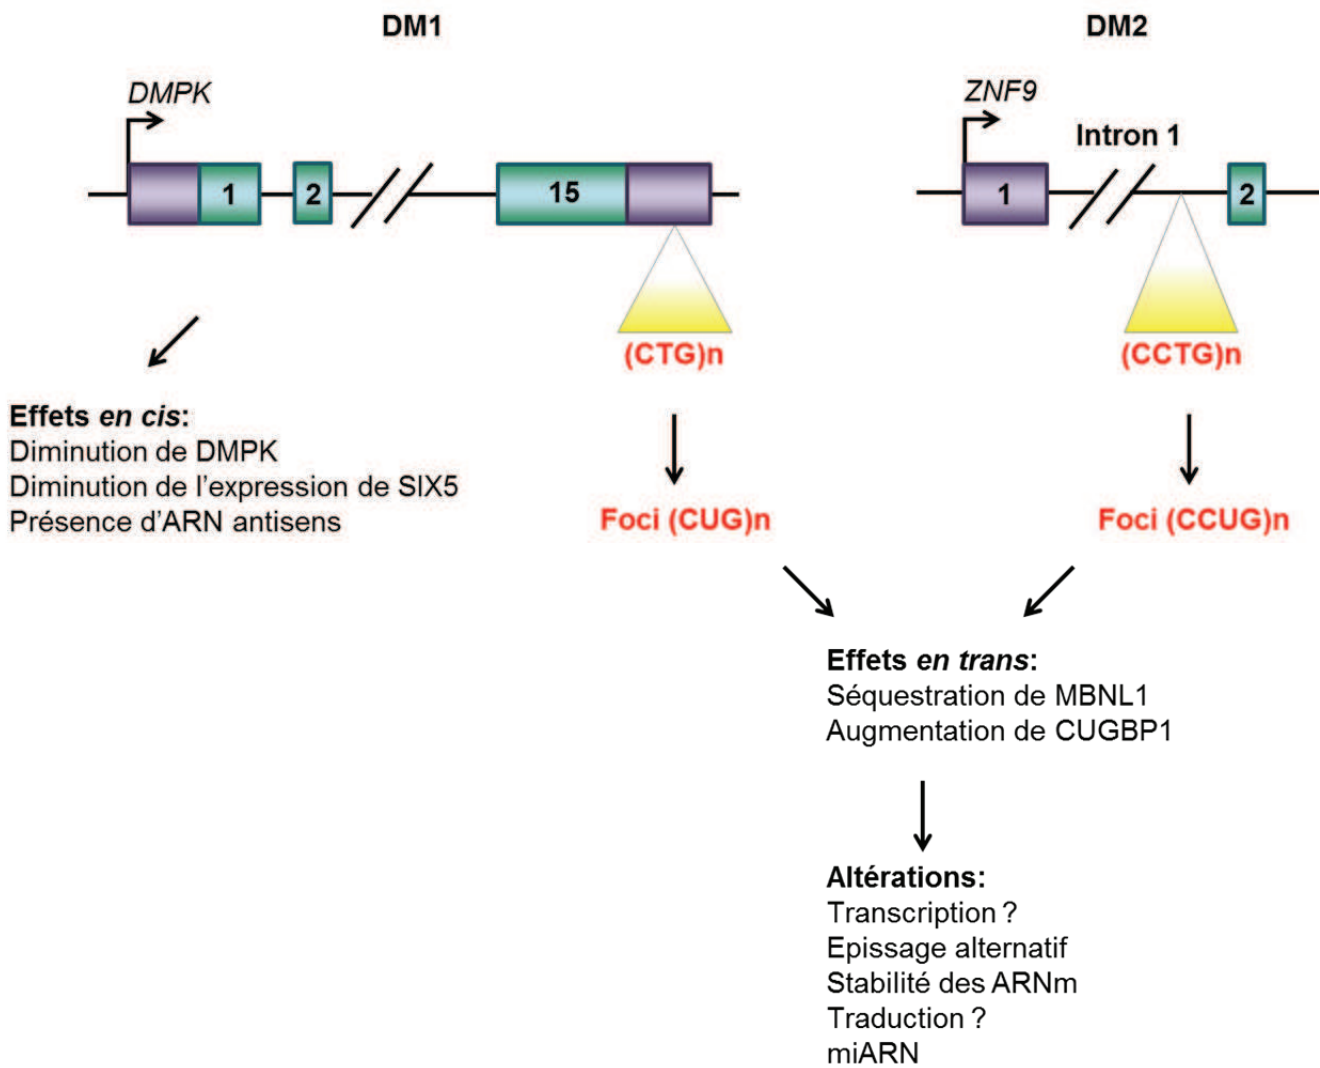 DM1
DM2
DMPK
ZNF9
Intron 1
1
2
15
1
2
(CTG)n
(CCTG)n
Effets en cis:
Diminution de DMPK
Diminution de l'expression de SIX5
Présence d'ARN antisens
Foci (CUG)n
Foci (CCUG)n
Effets en trans:
Séquestration de MBNL1
Augmentation de CUGBP1
Altérations:
Transcription ?
Epissage alternatif
Stabilité des ARNm
Traduction ?
miARN